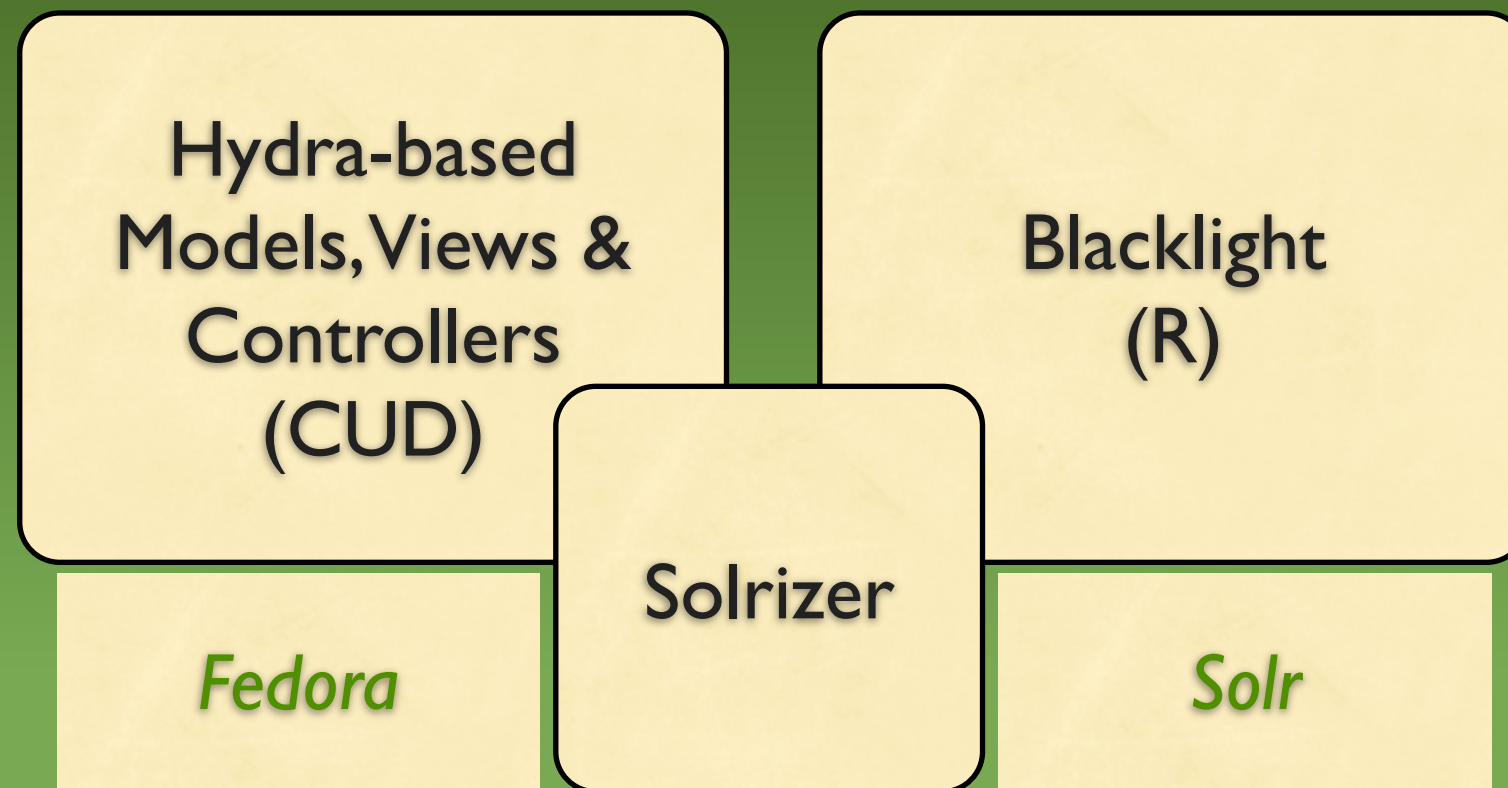 Hydra-based
Models, Views &
Controllers
(CUD)
Blacklight
(R)
Solrizer
Fedora
Solr